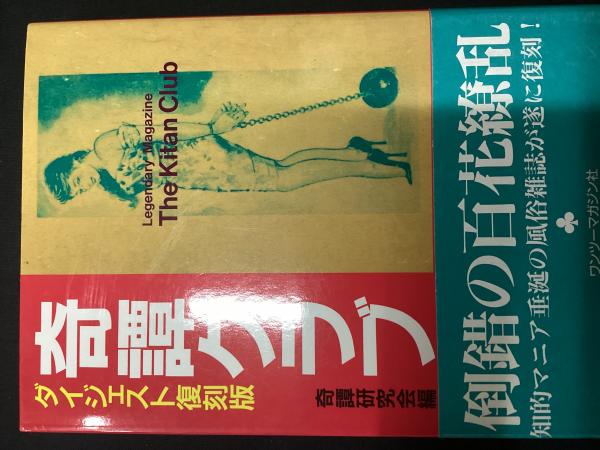 奇譚クラブ
ダイジェスト復刻版
奇譚研究会編
Legendary Magazine
The Kitan Club
倒錯の百花繚乱
知的マニア垂涎の風俗雑誌が遂に復刻!
ワンツーマガジン社